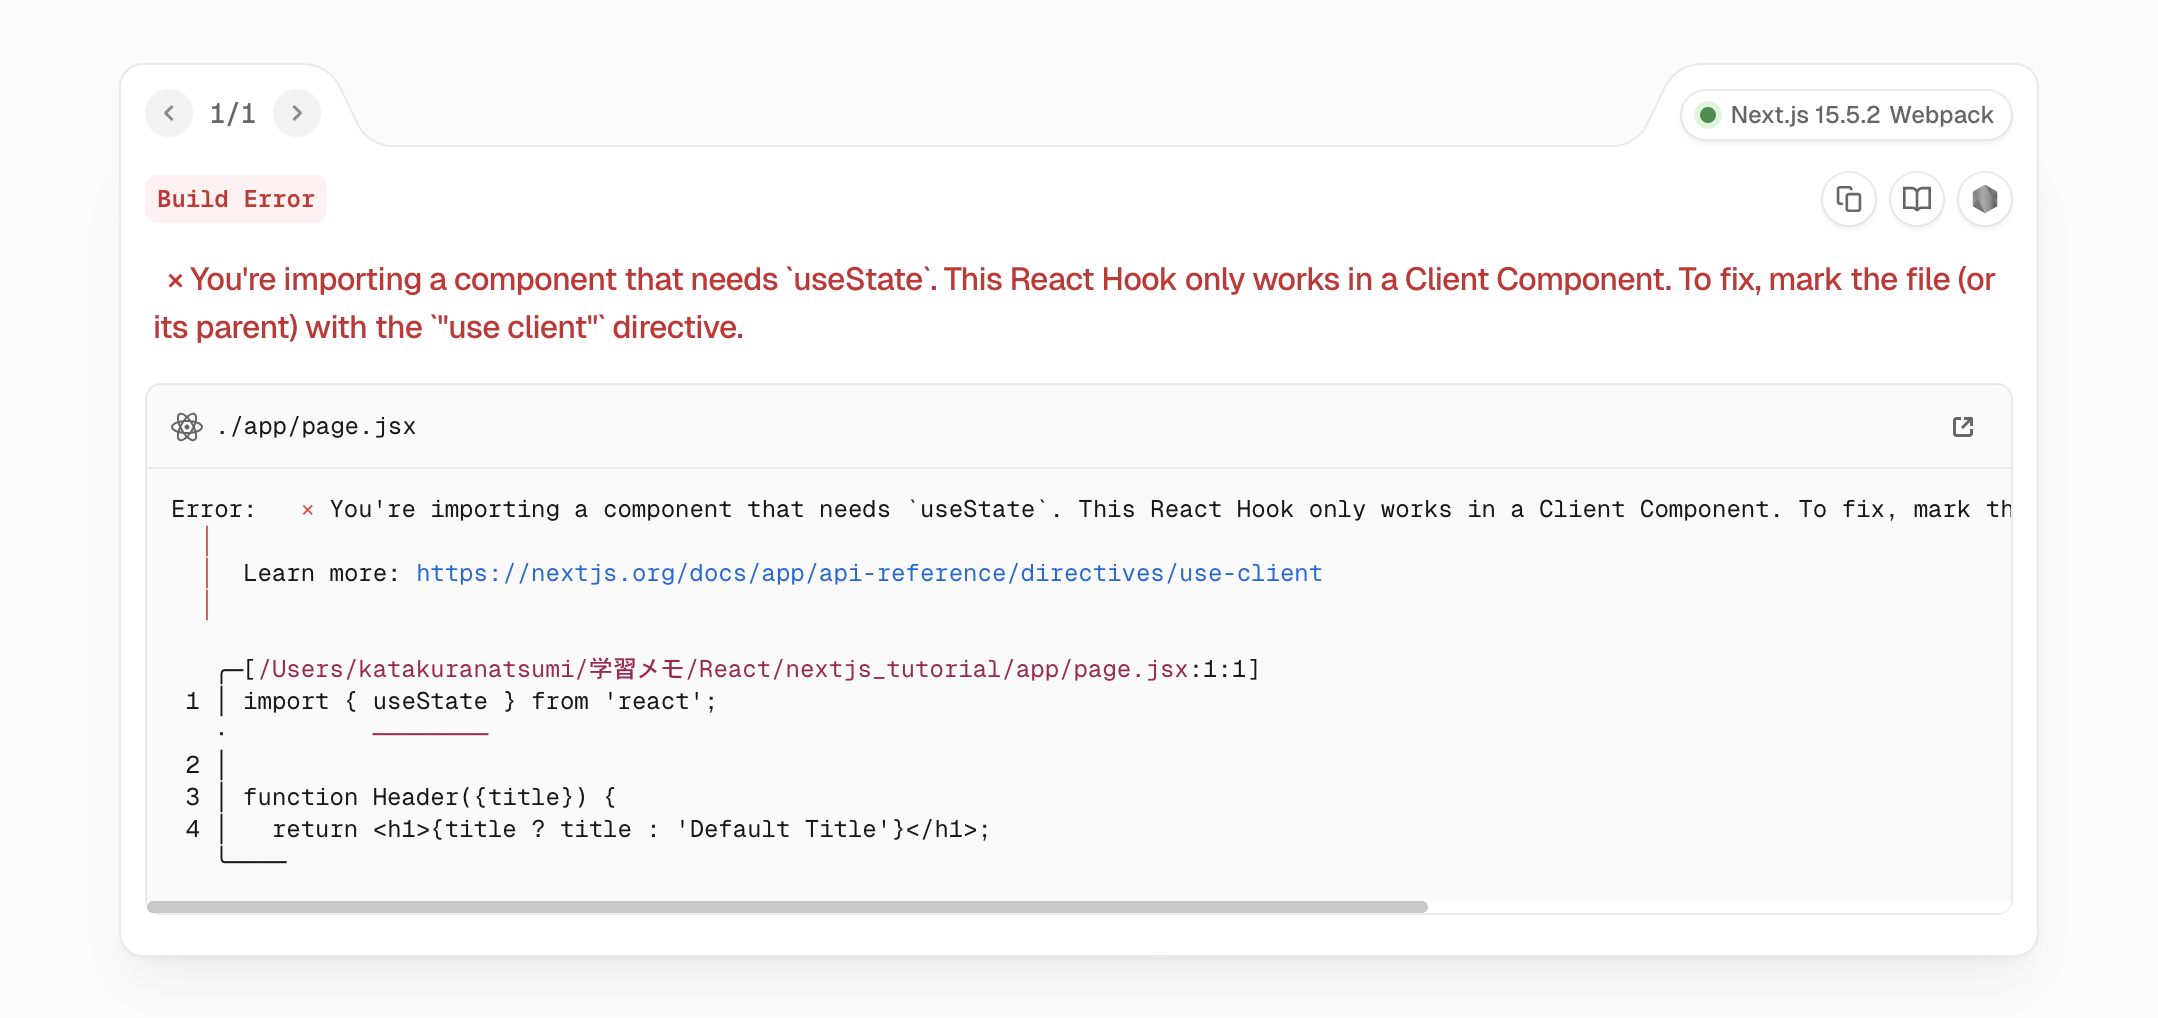 1/1
Next.js 15.5.2 Webpack
Build Error
× You're importing a component that needs `useState`. This React Hook only works in a Client Component. To fix, mark the file (or
its parent) with the `"use client"` directive.
./app/page.jsx
Error:   × You're importing a component that needs `useState`. This React Hook only works in a Client Component. To fix, mark th
Learn more: https://nextjs.org/docs/app/api-reference/directives/use-client
[/Users/katakuranatsumi/学習メモ/React/nextjs_tutorial/app/page.jsx:1:1]
1 │ import { useState } from 'react';
2 │
3 │ function Header({title}) {
4 │   return <h1>{title ? title : 'Default Title'}</h1>;